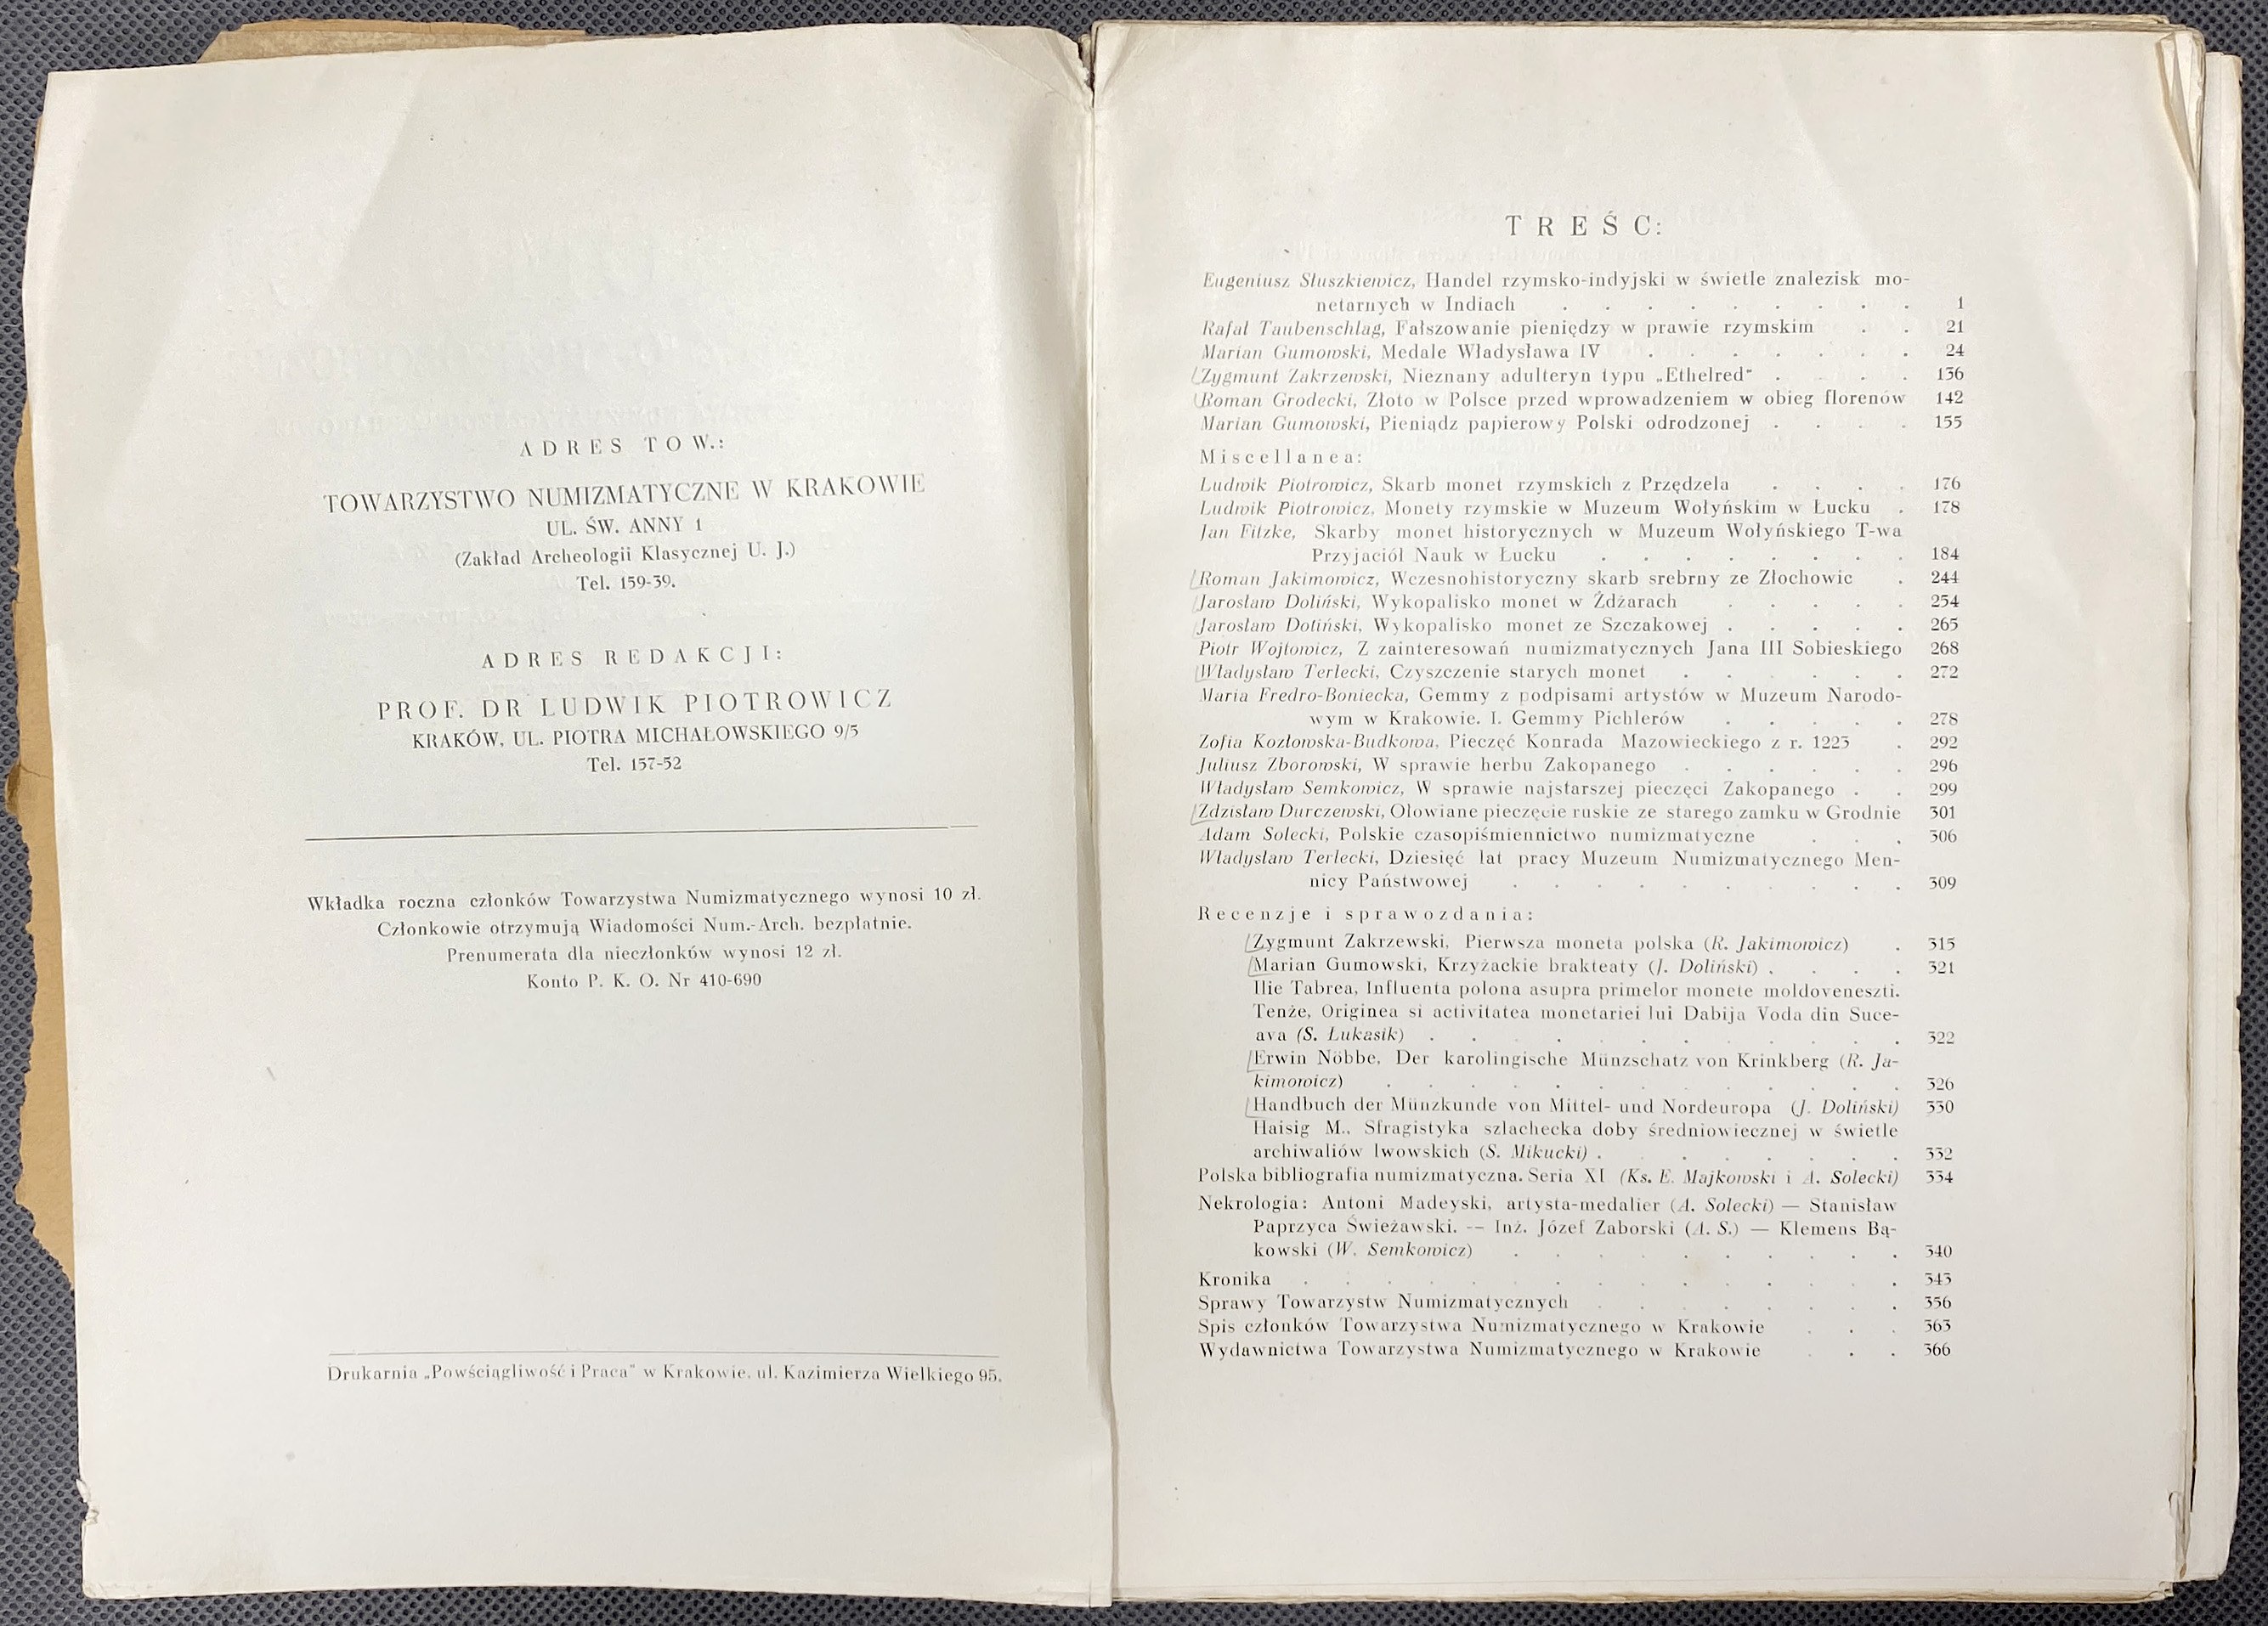 ADRES TOW.:
TOWARZYSTWO NUMIZMATYCZNE W KRAKOWIE
UL. ŚW. ANNY 1
(Zakład Archeologii Klasycznej U. J.)
Tel. 159-39.
ADRES REDAKCJI:
PROF. DR LUDWIK PIOTROWICZ
KRAKÓW, UL. PIOTRA MICHAŁOWSKIEGO 9/5
Tel. 157-52
Wkładka roczna członków Towarzystwa Numizmatycznego wynosi 10 zł.
Członkowie otrzymują Wiadomości Num.-Arch. bezpłatnie.
Prenumerata dla nieczłonków wynosi 12 zł.
Konto P. K. O. Nr 410-690
Drukarnia „Powściągliwość i Praca" w Krakowie. ul. Kazimierza Wielkiego 95.
TREŚC:
Eugeniusz Słuszkiewicz, Handel rzymsko-indyjski w świetle znalezisk mo-
netarnych w Indiach . . . . . . . . 1
Rafał Taubenschlag, Fałszowanie pieniędzy w prawie rzymskim . . 21
Marian Gumowski, Medale Władysława IV . . . . . . . 24
Zygmunt Zakrzewski, Nieznany adulteryn typu „Ethelred" . . . . 136
Roman Grodecki, Złoto w Polsce przed wprowadzeniem w obieg florenów 142
Marian Gumowski, Pieniądz papierowy Polski odrodzonej . . . . 155
Miscellanea:
Ludwik Piotrowicz, Skarb monet rzymskich z Przędzela . . . . 176
Ludwik Piotrowicz, Monety rzymskie w Muzeum Wołyńskim w Łucku . 178
Jan Fitzke, Skarby monet historycznych w Muzeum Wołyńskiego T-wa
Przyjaciół Nauk w Łucku . . . . . . . . 184
Roman Jakimowicz, Wczesnohistoryczny skarb srebrny ze Złochowic . 244
Jarosław Doliński, Wykopalisko monet w Żdżarach . . . . . 254
Jarosław Doliński, Wykopalisko monet ze Szczakowej . . . . . 265
Piotr Wojtowicz, Z zainteresowań numizmatycznych Jana III Sobieskiego 268
Władysław Terlecki, Czyszczenie starych monet . . . . . . 272
Maria Fredro-Boniecka, Gemmy z podpisami artystów w Muzeum Narodo-
wym w Krakowie. I. Gemmy Pichlerów . . . . . 278
Zofia Kozłowska-Budkowa, Pieczęć Konrada Mazowieckiego z r. 1223 . 292
Juliusz Zborowski, W sprawie herbu Zakopanego . . . . . . 296
Władysław Semkowicz, W sprawie najstarszej pieczęci Zakopanego . . 299
Zdzisław Durczewski, Ołowiane pieczęcie ruskie ze starego zamku w Grodnie 301
Adam Solecki, Polskie czasopiśmiennictwo numizmatyczne . . . 306
Władysław Terlecki, Dziesięć lat pracy Muzeum Numizmatycznego Men-
nicy Państwowej . . . . . . . . . . 309
Recenzje i sprawozdania:
Zygmunt Zakrzewski, Pierwsza moneta polska (R. Jakimowicz) . 315
Marian Gumowski, Krzyżackie brakteaty (J. Doliński) . . . . 321
Ilie Tabrea, Influenta polona asupra primelor monete moldoveneszti.
Tenże, Originea si activitatea monetariei lui Dabija Voda din Suce-
ava (S. Łukasik) . . . . . . . . . . 322
Erwin Nöbbe, Der karolingische Münzschatz von Krinkberg (R. Ja-
kimowicz) . . . . . . . . . . . . 326
Handbuch der Münzkunde von Mittel- und Nordeuropa (J. Doliński) 330
Haisig M., Sfragistyka szlachecka doby średniowiecznej w świetle
archiwaliów lwowskich (S. Mikucki) . . . . . . . 332
Polska bibliografia numizmatyczna. Seria XI (Ks. E. Majkowski i A. Solecki) 334
Nekrologia: Antoni Madeyski, artysta-medalier (A. Solecki) — Stanisław
Paprzyca Świeżawski. -- Inż. Józef Zaborski (A. S.) — Klemens Bą-
kowski (W. Semkowicz) . . . . . . . . . 340
Kronika . . . . . . . . . . . . . 343
Sprawy Towarzystw Numizmatycznych . . . . . . . 356
Spis członków Towarzystwa Numizmatycznego w Krakowie . . . 363
Wydawnictwa Towarzystwa Numizmatycznego w Krakowie . . . 366